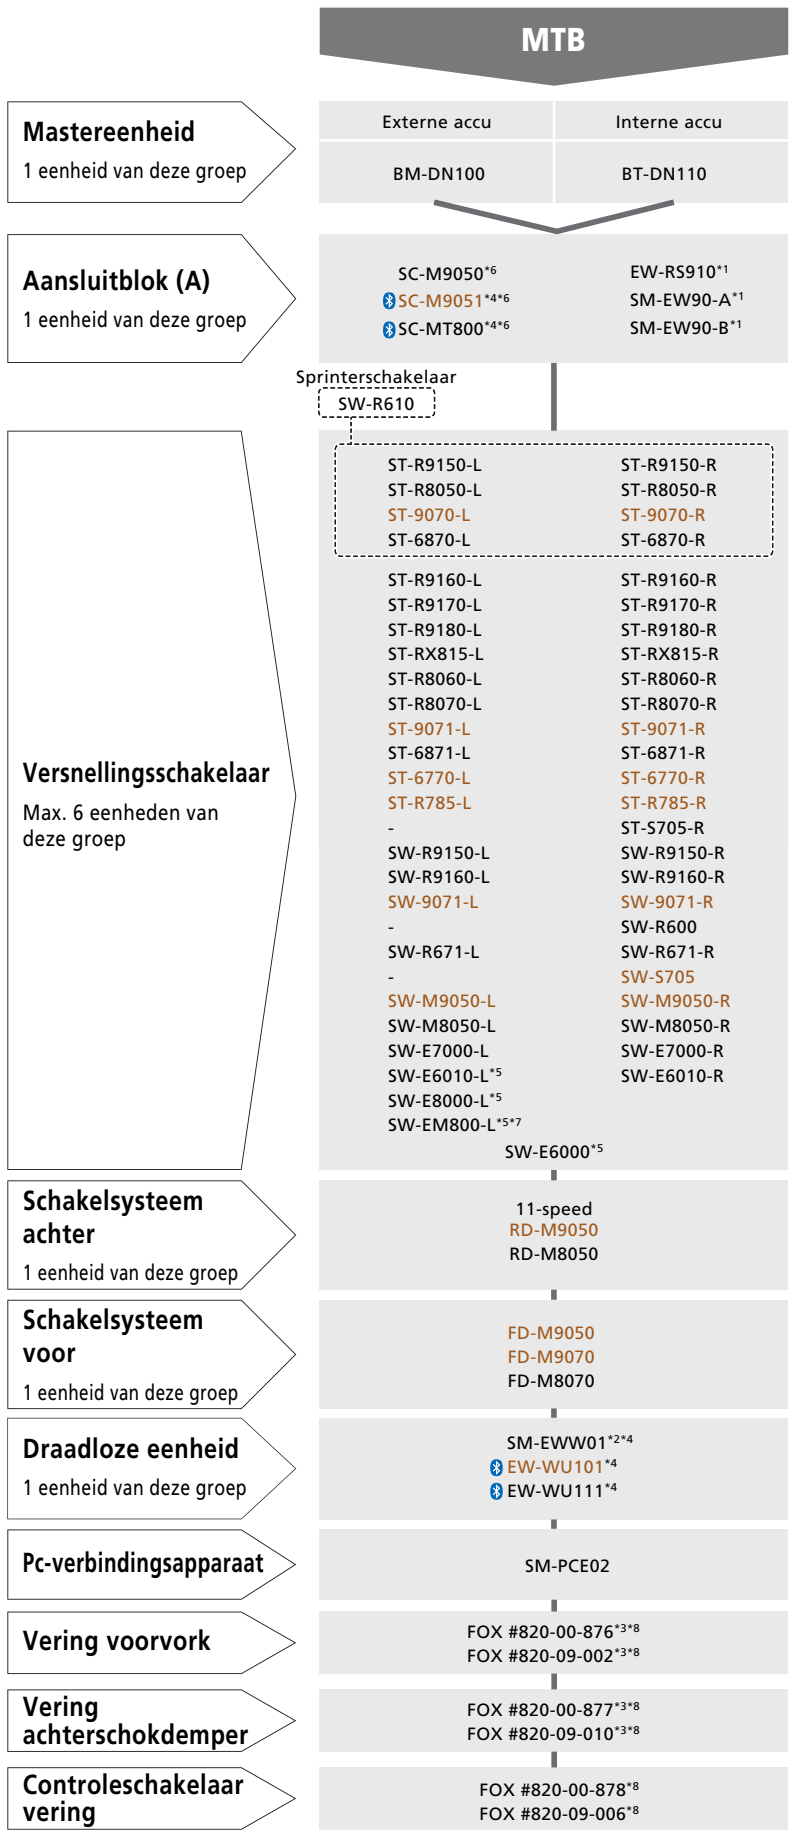 MTB
Mastereenheid
1 eenheid van deze groep
Externe accu
Interne accu
BM-DN100
BT-DN110
Aansluitblok (A)
1 eenheid van deze groep
SC-M9050*6
EW-RS910*1
SC-M9051*4*6
SM-EW90-A*1
SC-MT800*4*6
SM-EW90-B*1
Sprinterschakelaar
SW-R610
Versnellingsschakelaar
Max. 6 eenheden van
deze groep
ST-R9150-L
ST-R9150-R
ST-R8050-L
ST-R8050-R
ST-9070-L
ST-9070-R
ST-6870-L
ST-6870-R
ST-R9160-L
ST-R9160-R
ST-R9170-L
ST-R9170-R
ST-R9180-L
ST-R9180-R
ST-RX815-L
ST-RX815-R
ST-R8060-L
ST-R8060-R
ST-R8070-L
ST-R8070-R
ST-9071-L
ST-9071-R
ST-6871-L
ST-6871-R
ST-6770-L
ST-6770-R
ST-R785-L
ST-R785-R
-
ST-S705-R
SW-R9150-L
SW-R9150-R
SW-R9160-L
SW-R9160-R
SW-9071-L
SW-9071-R
-
SW-R600
SW-R671-L
SW-R671-R
-
SW-S705
SW-M9050-L
SW-M9050-R
SW-M8050-L
SW-M8050-R
SW-E7000-L
SW-E7000-R
SW-E6010-L*5
SW-E6010-R
SW-E8000-L*5
SW-EM800-L*5*7
SW-E6000*5
Schakelsysteem
achter
1 eenheid van deze groep
11-speed
RD-M9050
RD-M8050
Schakelsysteem
voor
1 eenheid van deze groep
FD-M9050
FD-M9070
FD-M8070
Draadloze eenheid
1 eenheid van deze groep
SM-EWW01*2*4
EW-WU101*4
EW-WU111*4
Pc-verbindingsapparaat
SM-PCE02
Vering voorvork
FOX #820-00-876*3*8
FOX #820-09-002*3*8
Vering
achterschokdemper
FOX #820-00-877*3*8
FOX #820-09-010*3*8
Controleschakelaar
vering
FOX #820-00-878*8
FOX #820-09-006*8